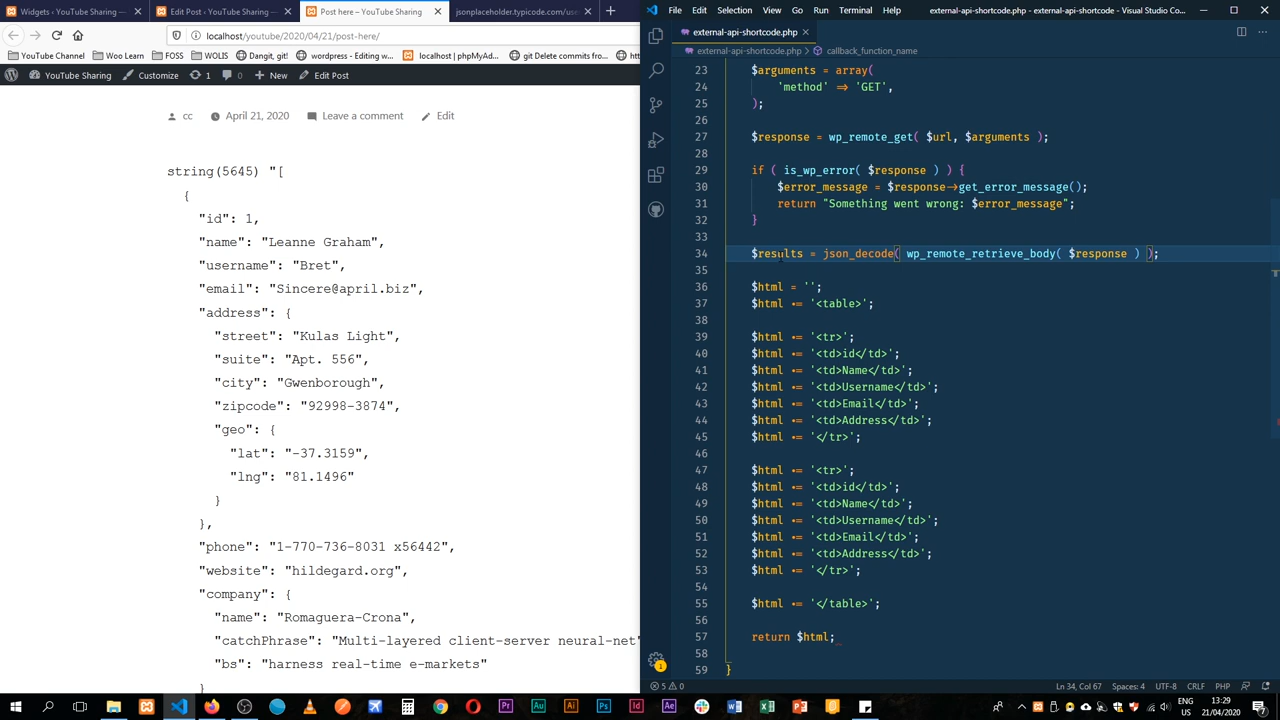 Widgets ‹ YouTube Sharing —
Edit Post ‹ YouTube Sharing —
Post here – YouTube Sharing
jsonplaceholder.typicode.com/use
localhost/youtube/2020/04/21/post-here/
YouTube Channel
Woo Learn
FOSS
WOLIS
Dangit, git!
wordpress - Editing w...
localhost | phpMyAd...
git Delete commits fro...
YouTube Sharing
Customize
1
0
New
Edit Post
cc
April 21, 2020
Leave a comment
Edit
string(5645) "[
{
"id": 1,
"name": "Leanne Graham",
"username": "Bret",
"email": "Sincere@april.biz",
"address": {
"street": "Kulas Light",
"suite": "Apt. 556",
"city": "Gwenborough",
"zipcode": "92998-3874",
"geo": {
"lat": "-37.3159",
"lng": "81.1496"
}
},
"phone": "1-770-736-8031 x56442",
"website": "hildegard.org",
"company": {
"name": "Romaguera-Crona",
"catchPhrase": "Multi-layered client-server neural-net"
"bs": "harness real-time e-markets"
}
File Edit Selection View Go Debug Terminal Help external-api-shortcode.php - Visual Studio Co...
external-api-shortcode.php
external-api-shortcode.php > callback_function_name
23 $arguments = array(
24 'method' => 'GET',
25 );
26
27 $response = wp_remote_get( $url, $arguments );
28
29 if ( is_wp_error( $response ) ) {
30 $error_message = $response->get_error_message();
31 return "Something went wrong: $error_message";
32 }
33
34 $results = json_decode( wp_remote_retrieve_body( $response ) );
35
36 $html = '';
37 $html .= '<table>';
38
39 $html .= '<tr>';
40 $html .= '<td>id</td>';
41 $html .= '<td>Name</td>';
42 $html .= '<td>Username</td>';
43 $html .= '<td>Email</td>';
44 $html .= '<td>Address</td>';
45 $html .= '</tr>';
46
47 $html .= '<tr>';
48 $html .= '<td>id</td>';
49 $html .= '<td>Name</td>';
50 $html .= '<td>Username</td>';
51 $html .= '<td>Email</td>';
52 $html .= '<td>Address</td>';
53 $html .= '</tr>';
54
55 $html .= '</table>';
56
57 return $html;
58
59 }
1
5 0
Ln 34, Col 67 Spaces: 4 UTF-8 CRLF PHP
ENG
US
13:29
21/04/2020